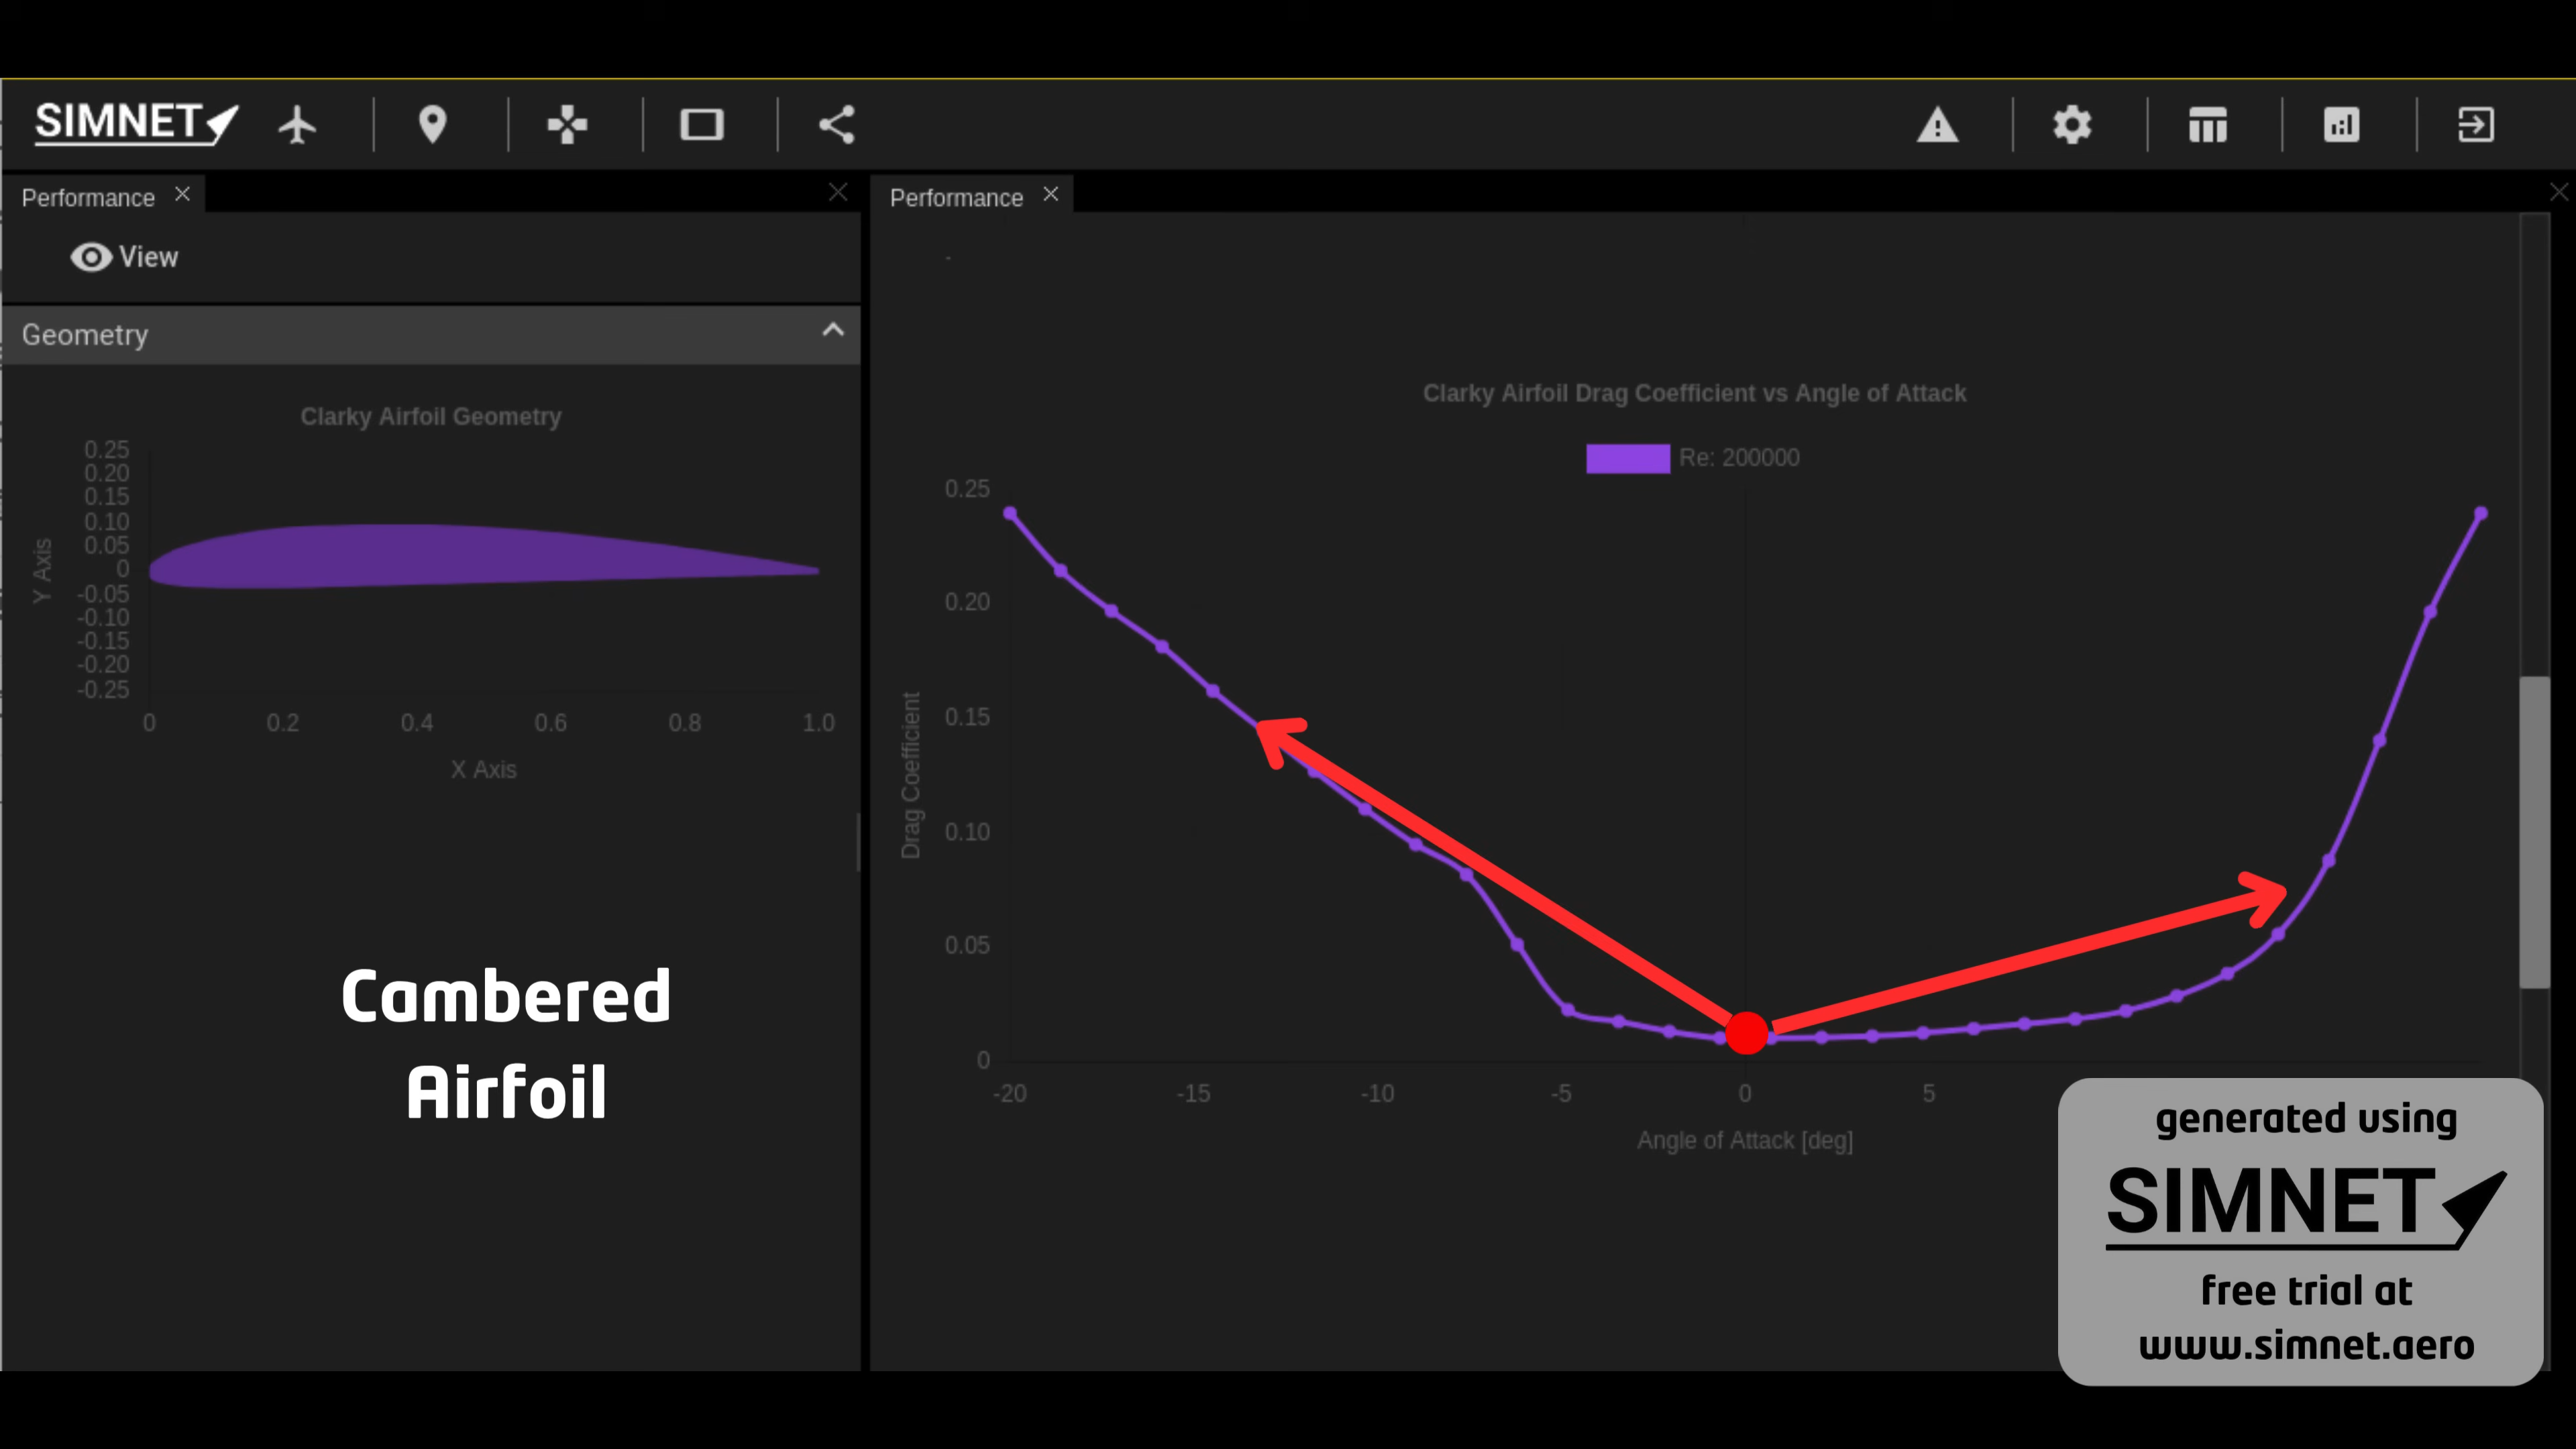 SIMNET
Performance
Performance
View
Geometry
Clarky Airfoil Geometry
0.25
0.20
0.15
0.10
0.05
0
-0.05
-0.10
-0.15
-0.20
-0.25
Y Axis
0 0.2 0.4 0.6 0.8 1.0
X Axis
Cambered
Airfoil
Clarky Airfoil Drag Coefficient vs Angle of Attack
Re: 200000
0.25
0.20
0.15
0.10
0.05
0
Drag Coefficient
-20 -15 -10 -5 0 5
Angle of Attack [deg]
generated using
SIMNET
free trial at
www.simnet.aero